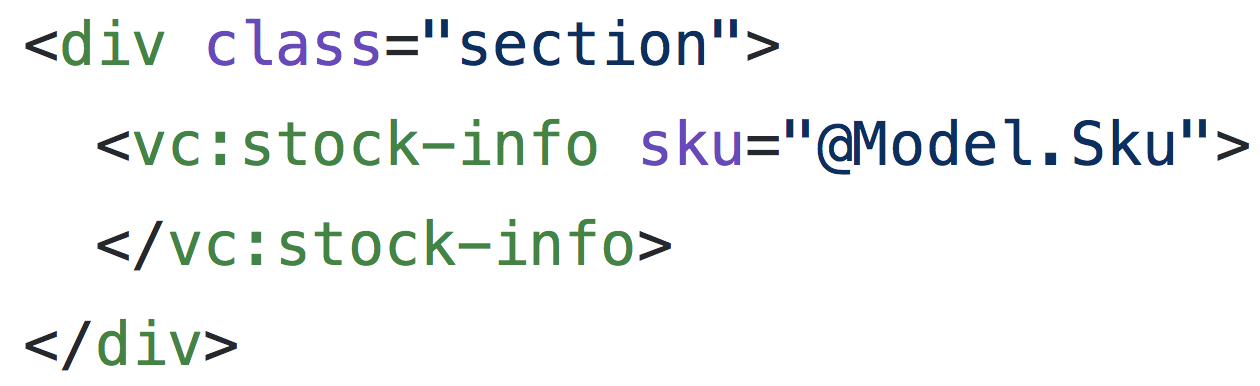 <div class="section">
  <vc:stock-info sku="@Model.Sku">
  </vc:stock-info>
</div>